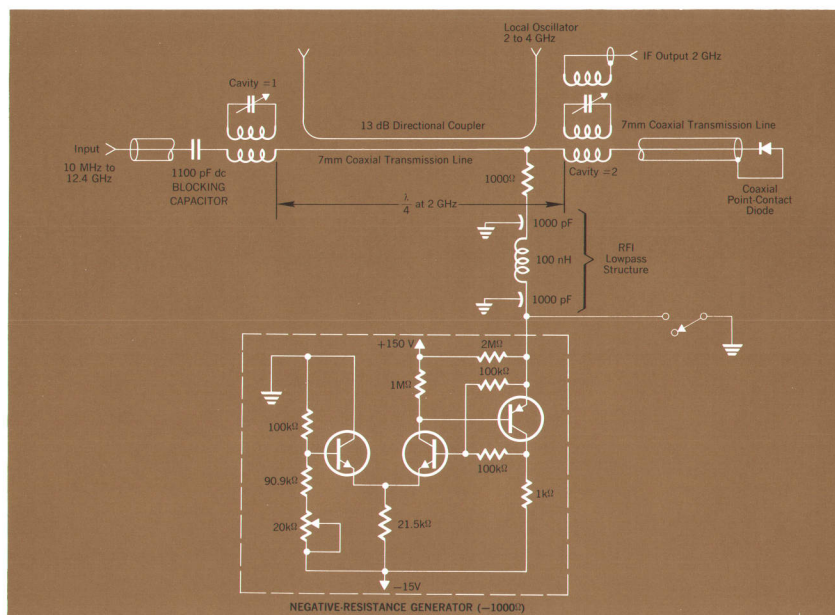 Local Oscillator
2 to 4 GHz
IF Output 2 GHz
Cavity =1
13 dB Directional Coupler
7mm Coaxial Transmission Line
Input
10 MHz to
12.4 GHz
1100 pF dc
BLOCKING
CAPACITOR
7mm Coaxial Transmission Line
1000Ω
Cavity =2
Coaxial
Point-Contact
Diode
λ
4
at 2 GHz
1000 pF
100 nH
1000 pF
RFI
Lowpass
Structure
+150 V
2MΩ
100kΩ
1MΩ
100kΩ
100kΩ
90.9kΩ
1kΩ
20kΩ
21.5kΩ
−15V
NEGATIVE-RESISTANCE GENERATOR (−1000Ω)